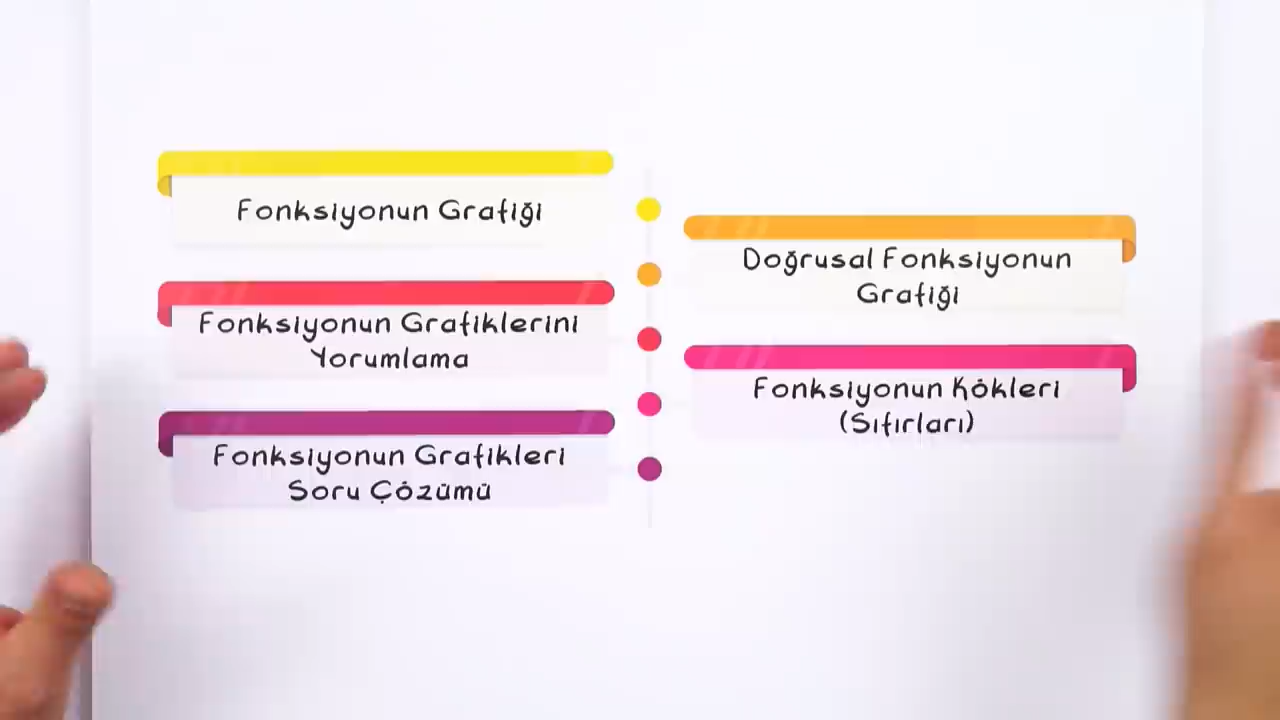 Fonksiyonun Grafiği
Doğrusal Fonksiyonun
Grafiği
Fonksiyonun Grafiklerini
Yorumlama
Fonksiyonun Kökleri
(Sıfırları)
Fonksiyonun Grafikleri
Soru Çözümü